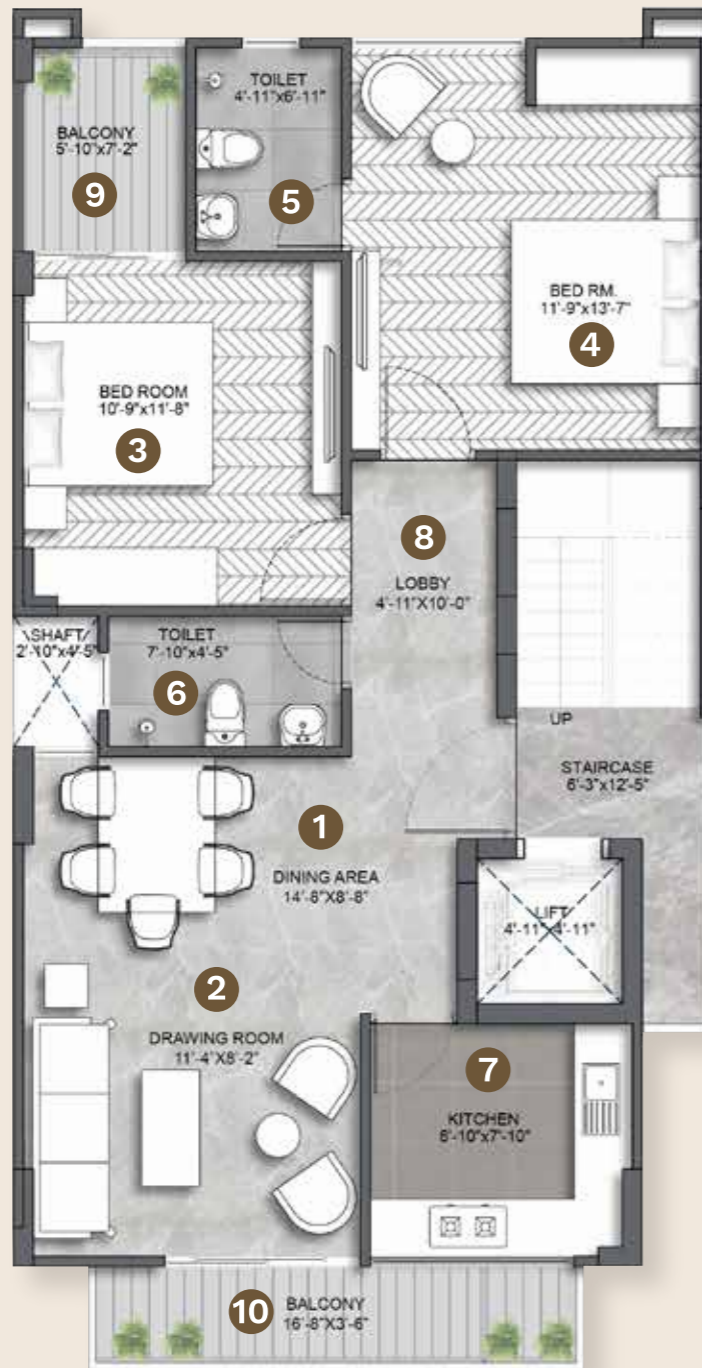 TOILET
4'-11"x6'-11"
5
BALCONY
5'-10"x7'-2"
9
BED RM.
11'-9"x13'-7"
4
BED ROOM
10'-9"x11'-8"
3
8
LOBBY
4'-11"X10'-0"
SHAFT
2'-10"x4'-5"
TOILET
7'-10"x4'-5"
6
UP
STAIRCASE
6'-3"x12'-5"
1
DINING AREA
14'-8"X8'-8"
LIFT
4'-11"x4'-11"
2
DRAWING ROOM
11'-4"X8'-2"
7
KITCHEN
8'-10"x7'-10"
10
BALCONY
16'-8"X3'-6"